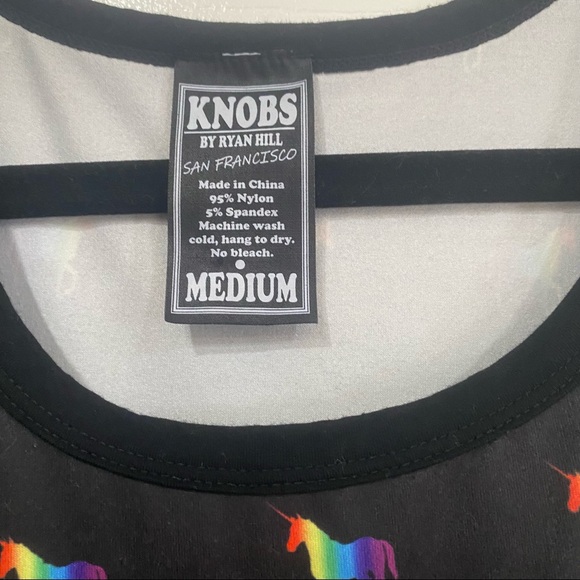 KNOBS
BY RYAN HILL
SAN FRANCISCO
Made in China
95% Nylon
5% Spandex
Machine wash
cold, hang to dry.
No bleach.
MEDIUM